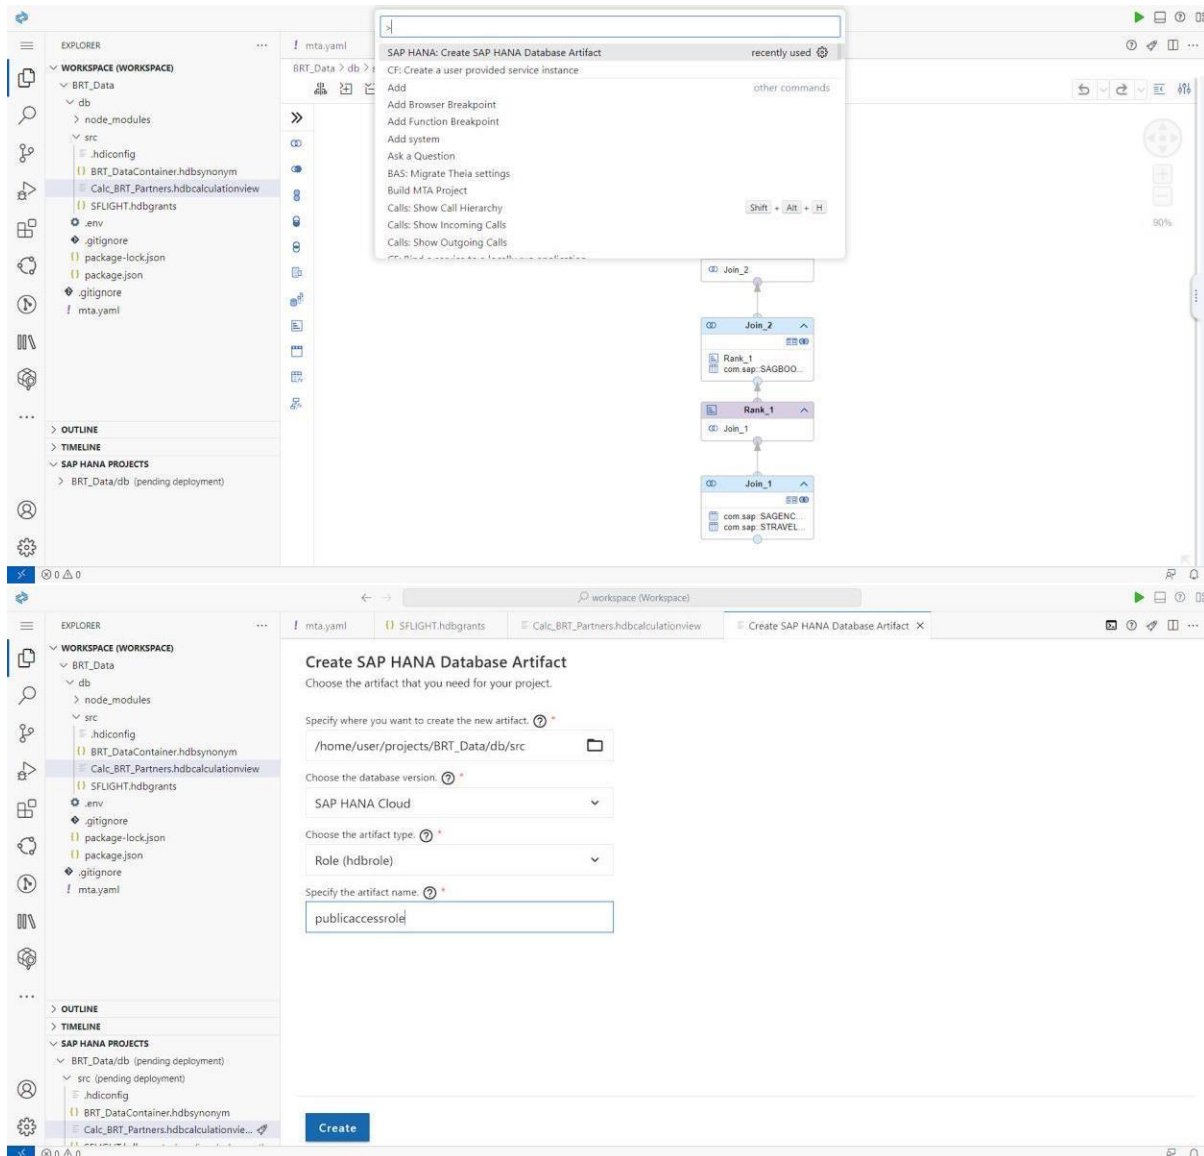 >
EXPLORER
WORKSPACE (WORKSPACE)
BRT_Data
db
node_modules
src
.hdiconfig
BRT_DataContainer.hdbsynonym
Calc_BRT_Partners.hdbcalculationview
SFLIGHT.hdbgrants
.env
.gitignore
package-lock.json
package.json
.gitignore
mta.yaml
OUTLINE
TIMELINE
SAP HANA PROJECTS
BRT_Data/db (pending deployment)
0 0
mta.yaml
BRT_Data > db >
SAP HANA: Create SAP HANA Database Artifact recently used
CF: Create a user provided service instance
Add other commands
Add Browser Breakpoint
Add Function Breakpoint
Add system
Ask a Question
BAS: Migrate Theia settings
Build MTA Project
Calls: Show Call Hierarchy Shift + Alt + H
Calls: Show Incoming Calls
Calls: Show Outgoing Calls
90%
Join_2
Join_2
Rank_1
com.sap::SAGBOO...
Rank_1
Join_1
Join_1
com.sap::SAGENC...
com.sap::STRAVEL...
workspace (Workspace)
EXPLORER
WORKSPACE (WORKSPACE)
BRT_Data
db
node_modules
src
.hdiconfig
BRT_DataContainer.hdbsynonym
Calc_BRT_Partners.hdbcalculationview
SFLIGHT.hdbgrants
.env
.gitignore
package-lock.json
package.json
.gitignore
mta.yaml
OUTLINE
TIMELINE
SAP HANA PROJECTS
BRT_Data/db (pending deployment)
src (pending deployment)
.hdiconfig
BRT_DataContainer.hdbsynonym
Calc_BRT_Partners.hdbcalculationvie...
0 0
mta.yaml SFLIGHT.hdbgrants Calc_BRT_Partners.hdbcalculationview Create SAP HANA Database Artifact
Create SAP HANA Database Artifact
Choose the artifact that you need for your project.
Specify where you want to create the new artifact. *
/home/user/projects/BRT_Data/db/src
Choose the database version. *
SAP HANA Cloud
Choose the artifact type. *
Role (hdbrole)
Specify the artifact name. *
publicaccessrole
Create